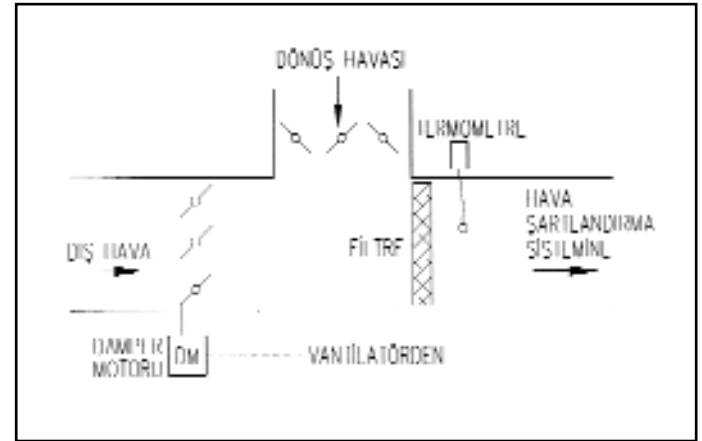 DÖNÜŞ HAVASI
TERMOMETRE
DIŞ HAVA
FİLTRE
HAVA
ŞARTLANDIRMA
SİSTEMİNE
DAMPER
MOTORU
DM
VANTİLATÖRDEN